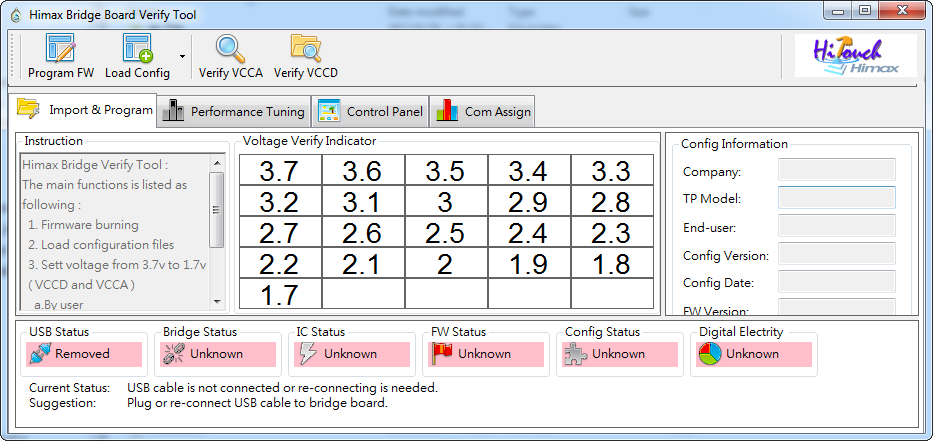 Himax Bridge Board Verify Tool
Date modified Type Size
Program FW Load Config Verify VCCA Verify VCCD
HiTouch
Himax
Import & Program Performance Tuning Control Panel Com Assign
Instruction
Himax Bridge Verify Tool :
The main functions is listed as
following :
1. Firmware burning
2. Load configuration files
3. Sett voltage from 3.7v to 1.7v
( VCCD and VCCA )
a.By user
Voltage Verify Indicator
3.7 3.6 3.5 3.4 3.3
3.2 3.1 3 2.9 2.8
2.7 2.6 2.5 2.4 2.3
2.2 2.1 2 1.9 1.8
1.7
Config Information
Company:
TP Model:
End-user:
Config Version:
Config Date:
FW Version:
USB Status Bridge Status IC Status FW Status Config Status Digital Electrity
Removed Unknown Unknown Unknown Unknown Unknown
Current Status: USB cable is not connected or re-connecting is needed.
Suggestion: Plug or re-connect USB cable to bridge board.